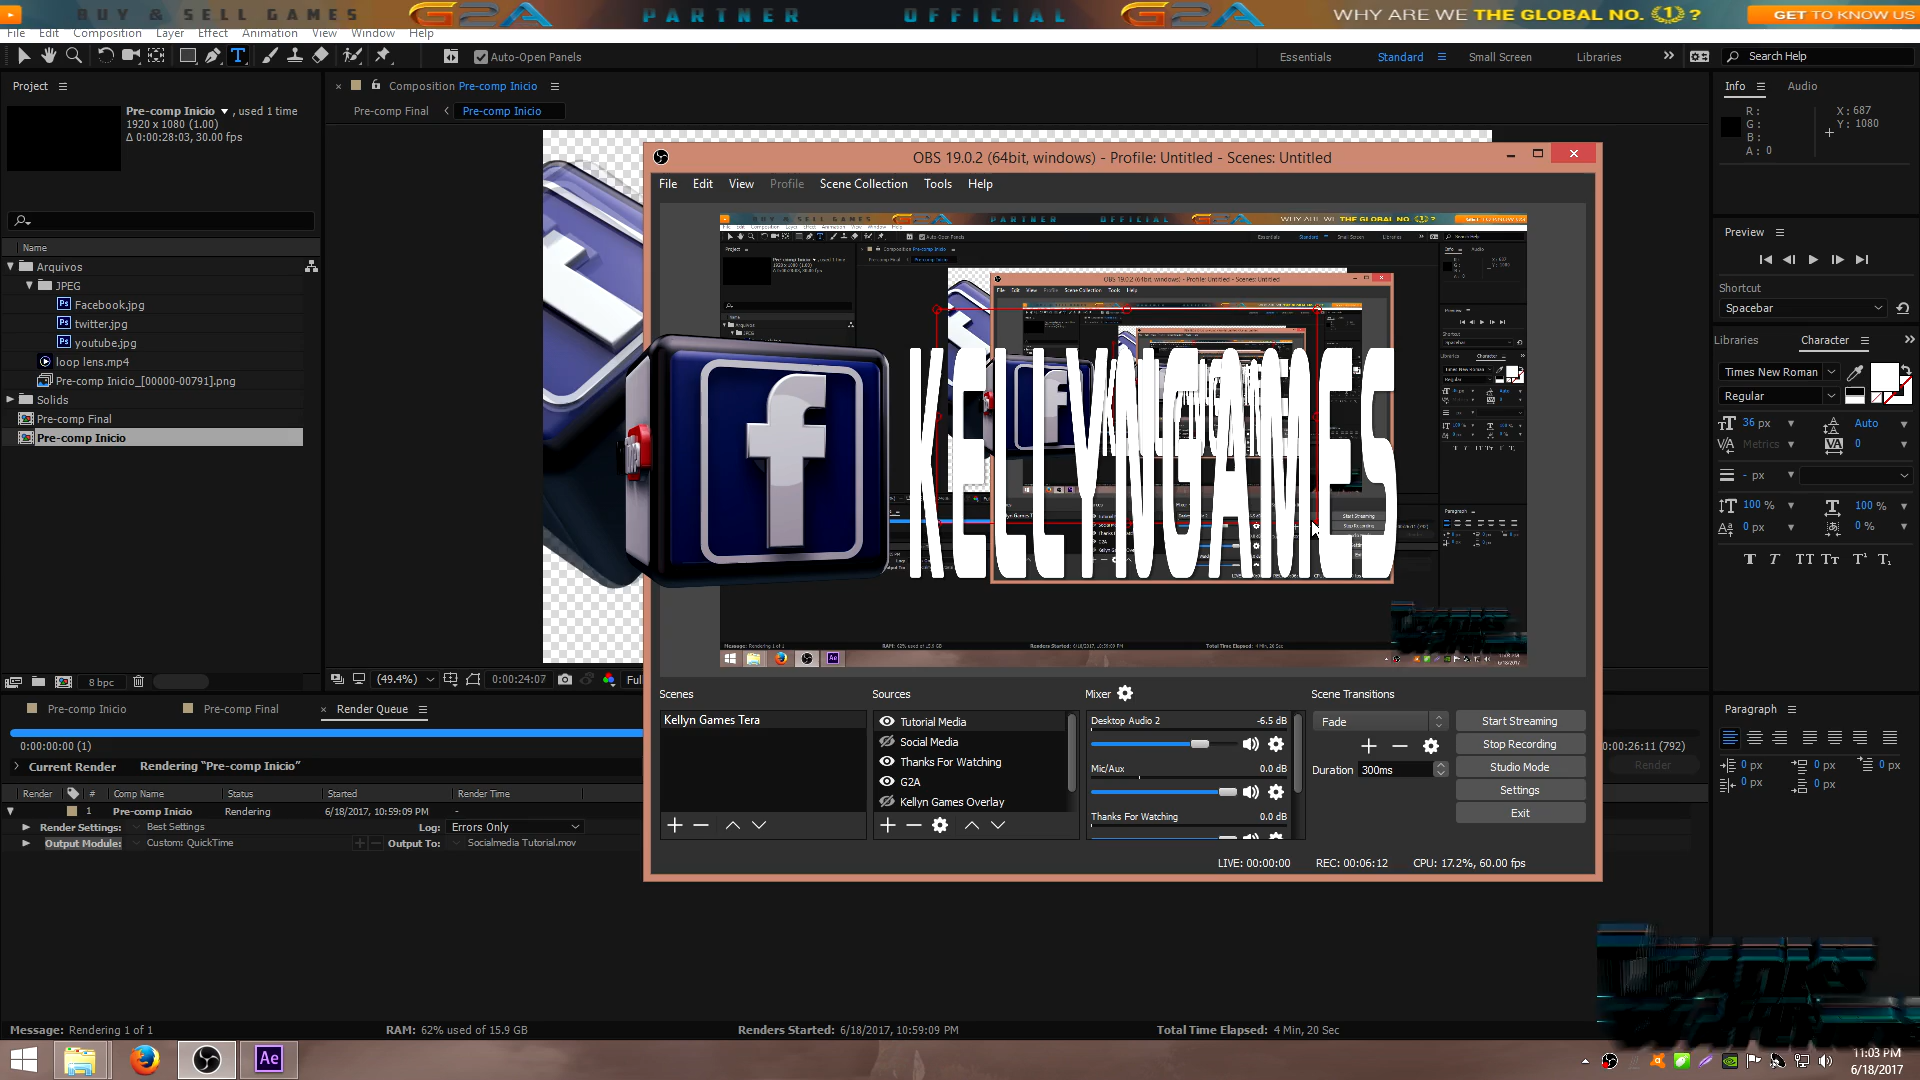 BUY & SELL GAMES G2A PARTNER OFFICIAL G2A WHY ARE WE THE GLOBAL NO. 1 ? GET TO KNOW US
File Edit Composition Layer Effect Animation View Window Help
Auto-Open Panels Essentials Standard Small Screen Libraries Search Help
Project
Pre-comp Inicio , used 1 time
1920 x 1080 (1.00)
Δ 0:00:28:03, 30.00 fps
Name
Arquivos
JPEG
Facebook.jpg
twitter.jpg
youtube.jpg
loop lens.mp4
Pre-comp Inicio_[00000-00791].png
Solids
Pre-comp Final
Pre-comp Inicio
8 bpc
Composition Pre-comp Inicio
Pre-comp Final Pre-comp Inicio
(49.4%) 0:00:24:07 Full
OBS 19.0.2 (64bit, windows) - Profile: Untitled - Scenes: Untitled
File Edit View Profile Scene Collection Tools Help
KELLYNGAMES
Scenes
Kellyn Games Tera
Sources
Tutorial Media
Social Media
Thanks For Watching
G2A
Kellyn Games Overlay
Mixer
Desktop Audio 2 -6.5 dB
Mic/Aux 0.0 dB
Thanks For Watching 0.0 dB
Scene Transitions
Fade
Duration 300ms
Start Streaming
Stop Recording
Studio Mode
Settings
Exit
LIVE: 00:00:00 REC: 00:06:12 CPU: 17.2%, 60.00 fps
Info Audio
R :
G :
B :
A : 0
X : 687
Y : 1080
Preview
Shortcut
Spacebar
Libraries Character
Times New Roman
Regular
36 px Auto
Metrics 0
- px
100 % 100 %
0 px 0 %
T T TT Tt T¹ T₁
Paragraph
0 px 0 px 0 px
0 px 0 px
Pre-comp Inicio Pre-comp Final Render Queue
0:00:00:00 (1) 0:00:26:11 (792)
Current Render Rendering "Pre-comp Inicio" Render
Render # Comp Name Status Started Render Time
1 Pre-comp Inicio Rendering 6/18/2017, 10:59:09 PM -
Render Settings: Best Settings Log: Errors Only
Output Module: Custom: QuickTime Output To: Socialmedia Tutorial.mov
Message: Rendering 1 of 1 RAM: 62% used of 15.9 GB Renders Started: 6/18/2017, 10:59:09 PM Total Time Elapsed: 4 Min, 20 Sec
Ae
11:03 PM
6/18/2017